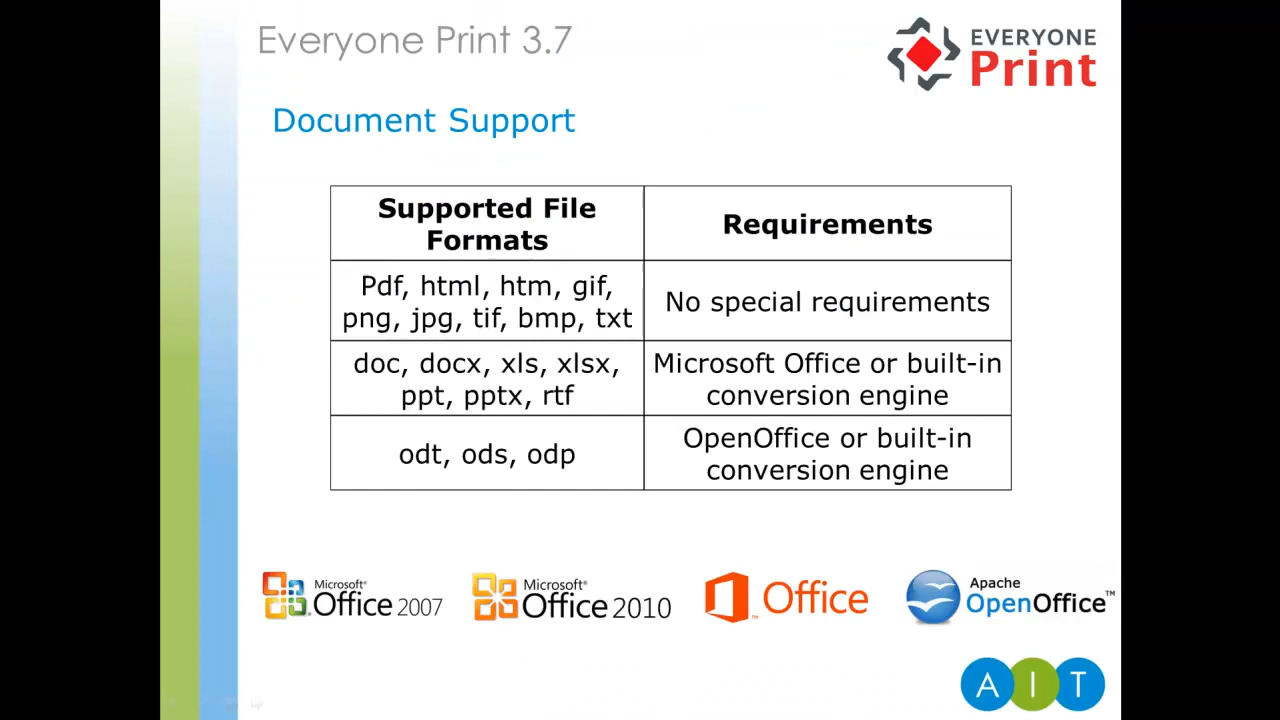 Everyone Print 3.7
EVERYONE
Print
Document Support
Supported File
Formats
Requirements
Pdf, html, htm, gif,
png, jpg, tif, bmp, txt
No special requirements
doc, docx, xls, xlsx,
ppt, pptx, rtf
Microsoft Office or built-in
conversion engine
odt, ods, odp
OpenOffice or built-in
conversion engine
Microsoft®
Office 2007
Microsoft®
Office 2010
Office™
Apache
OpenOffice™
A I T